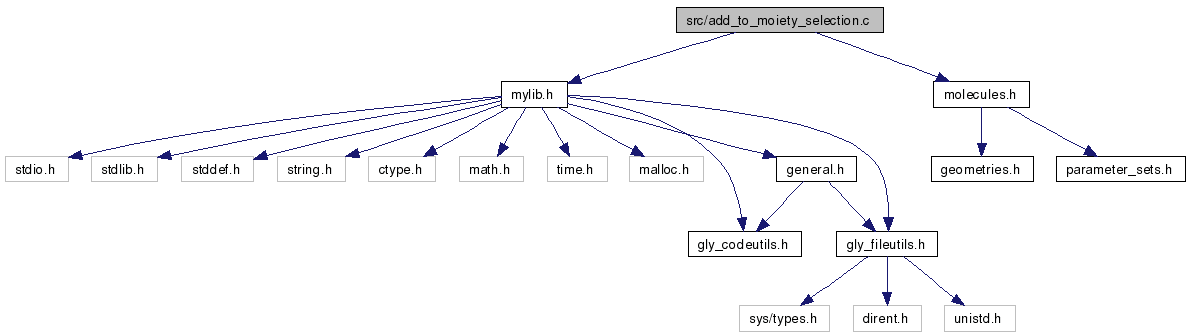 src/add_to_moiety_selection.c
mylib.h
molecules.h
stdio.h
stdlib.h
stddef.h
string.h
ctype.h
math.h
time.h
malloc.h
general.h
geometries.h
parameter_sets.h
gly_codeutils.h
gly_fileutils.h
sys/types.h
dirent.h
unistd.h